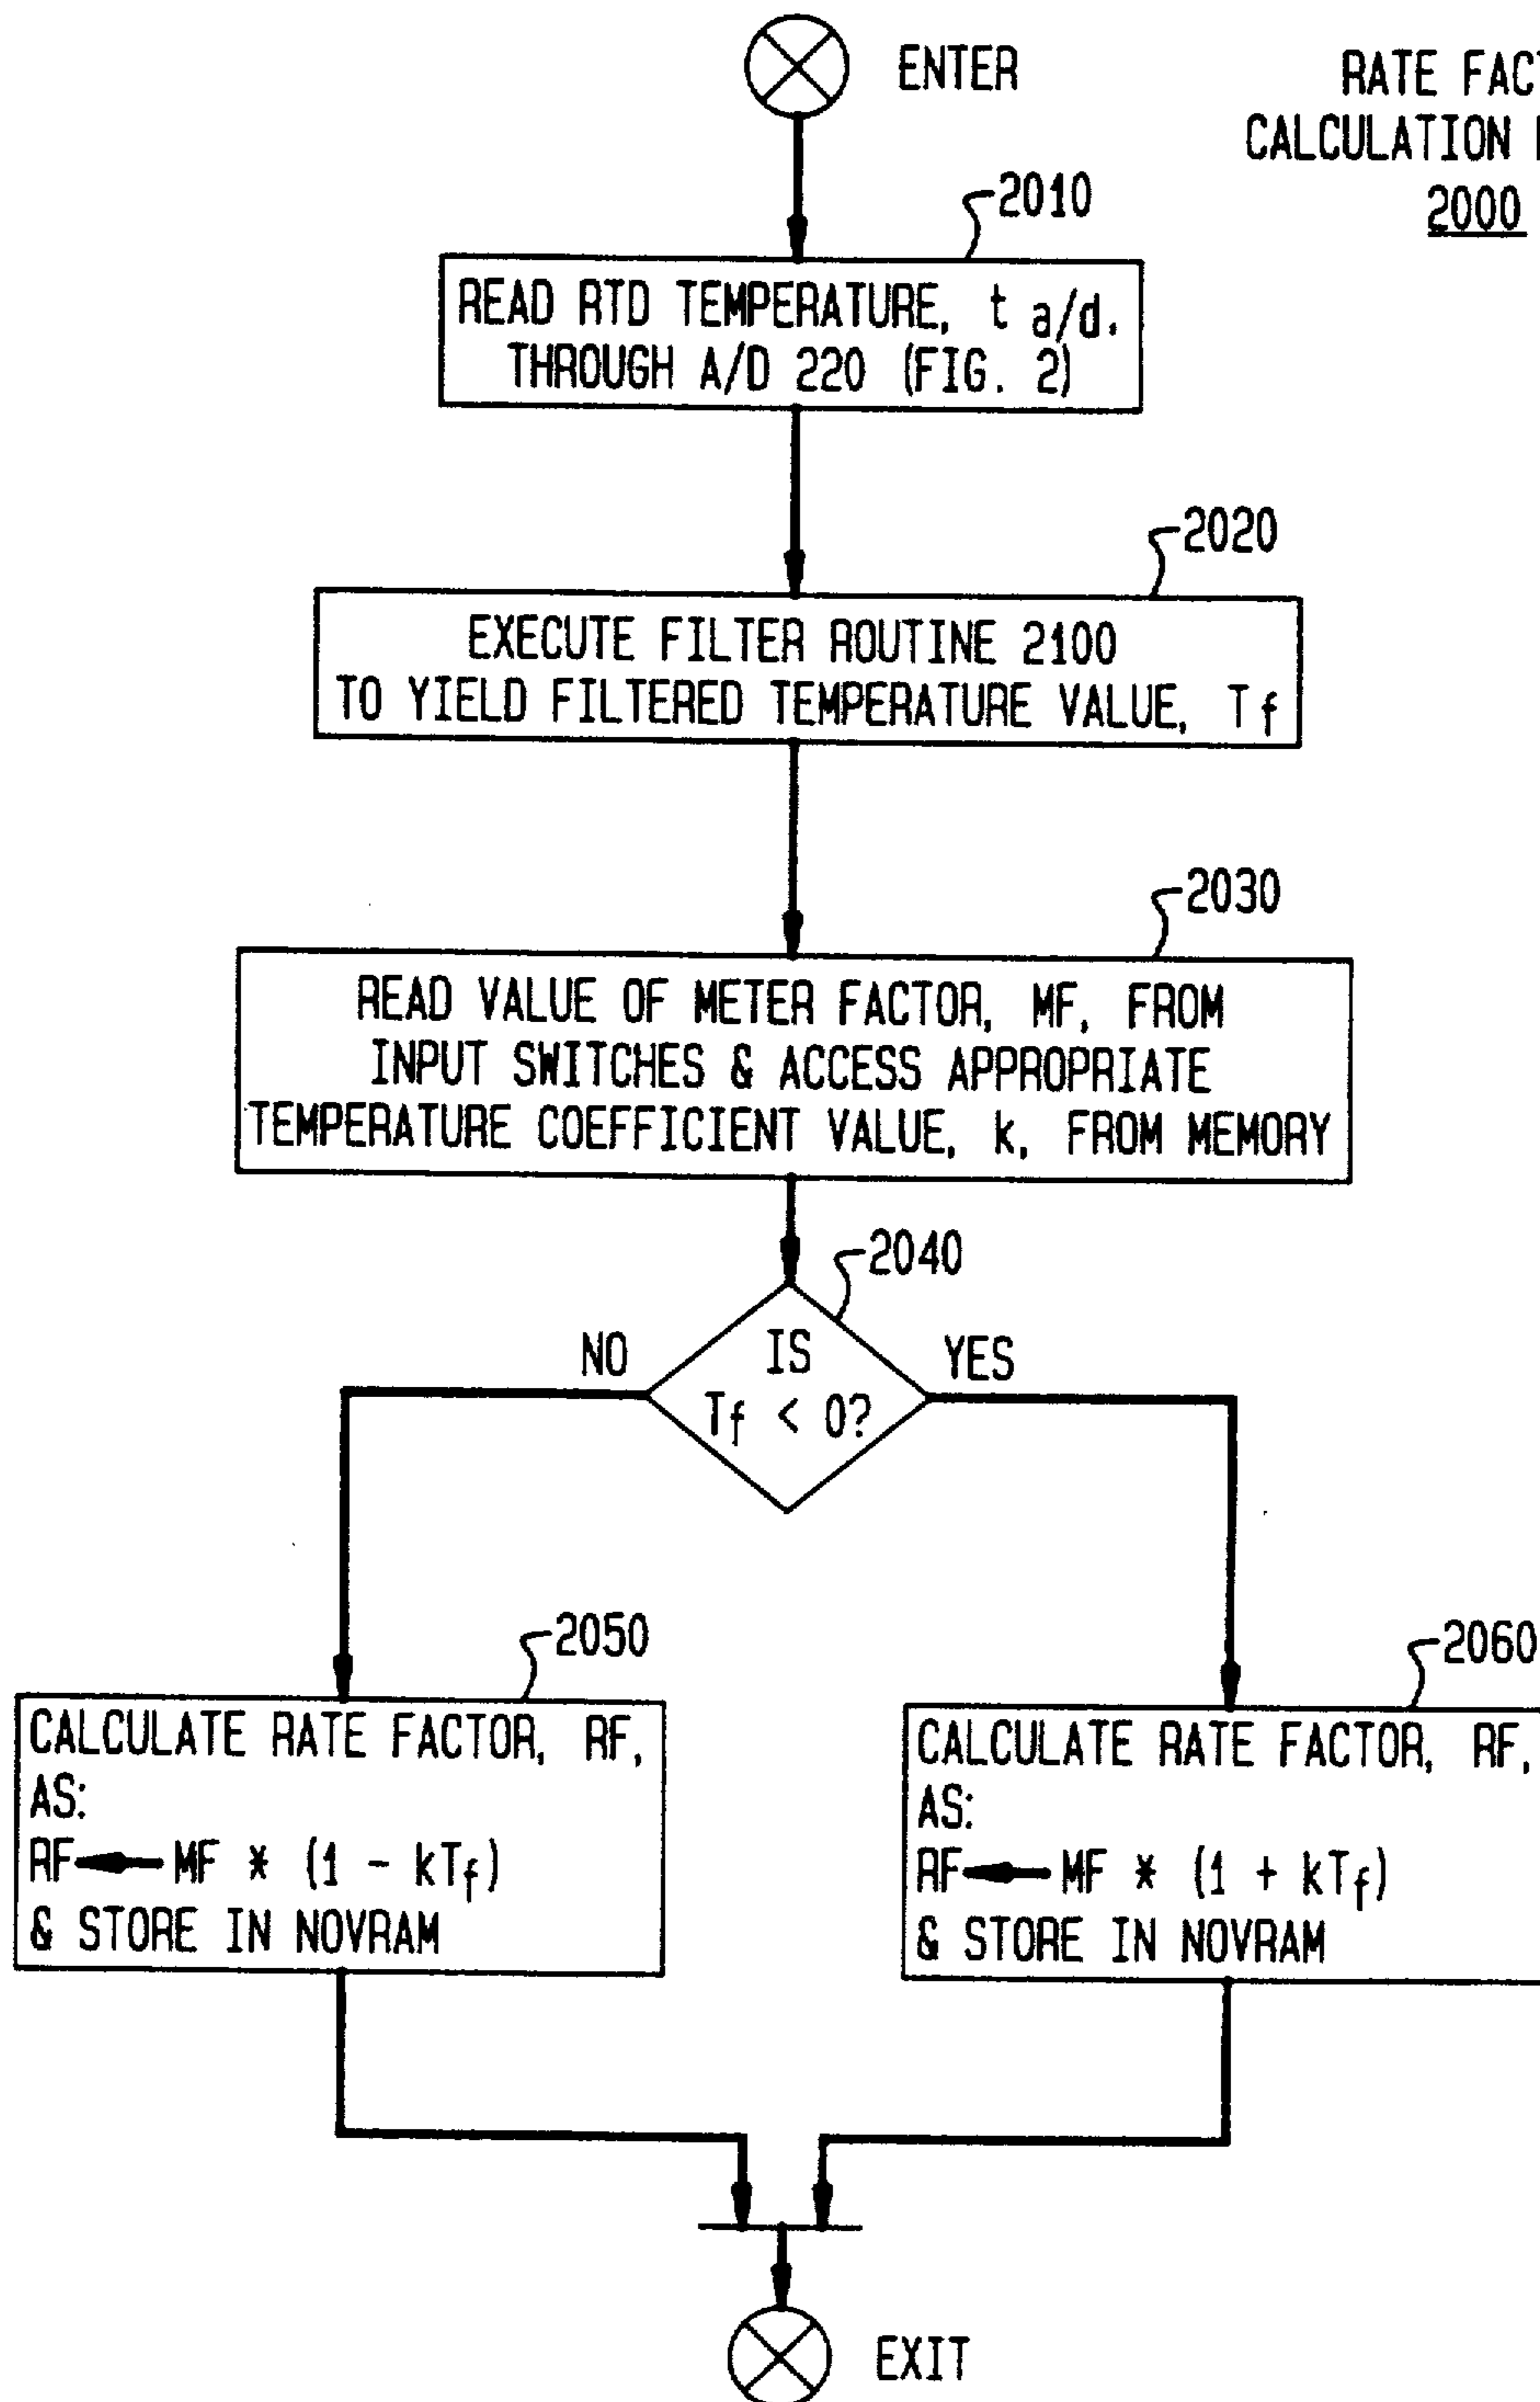 ENTER
RATE
CALCULATION
2000
2010
READ RTD TEMPERATURE, t a/d,
THROUGH A/D 220 (FIG. 2)
2020
EXECUTE FILTER ROUTINE 2100
TO YIELD FILTERED TEMPERATURE VALUE, Tf
2030
READ VALUE OF METER FACTOR, MF, FROM
INPUT SWITCHES & ACCESS APPROPRIATE
TEMPERATURE COEFFICIENT VALUE, k, FROM MEMORY
2040
NO
IS
Tf < 0?
YES
2050
CALCULATE RATE FACTOR, RF,
AS:
RF ← MF * (1 - kTf)
& STORE IN NOVRAM
2060
CALCULATE RATE FACTOR, RF,
AS:
RF ← MF * (1 + kTf)
& STORE IN NOVRAM
EXIT